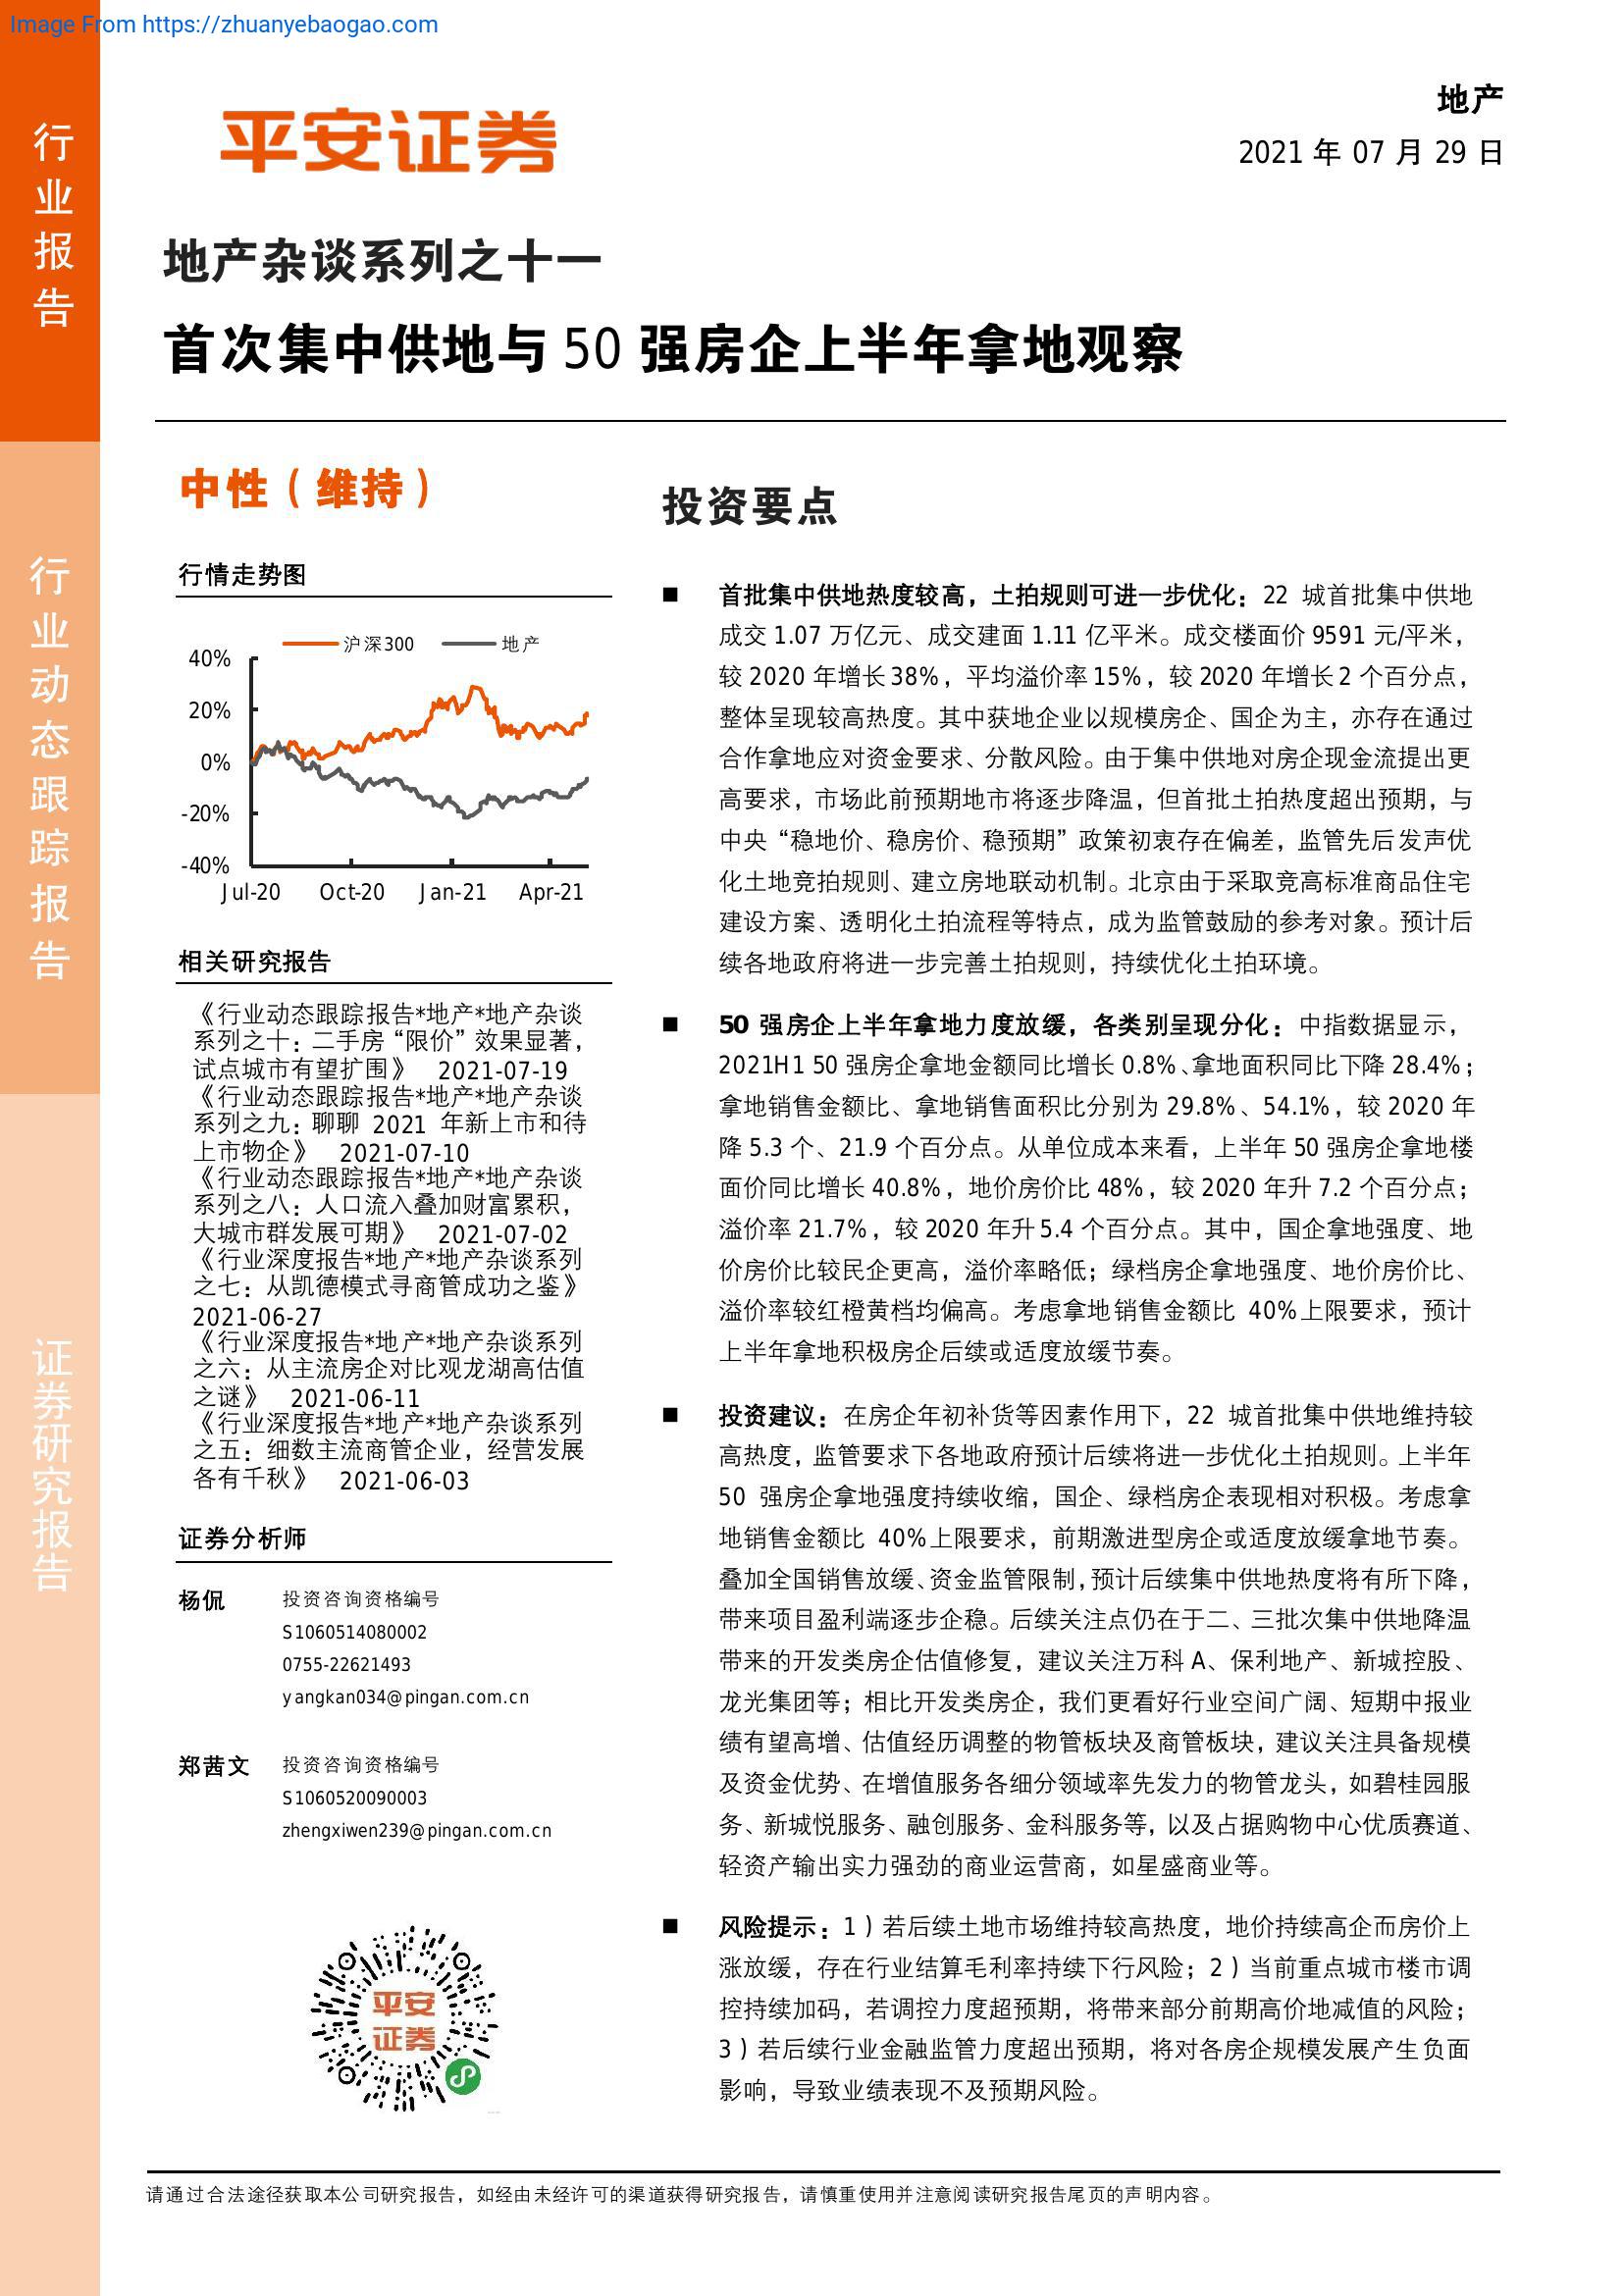 Image From https://zhuanyebaogao.com
行业报告
行业动态跟踪报告
证券研究报告
平安证券
地产
2021 年 07 月 29 日
地产杂谈系列之十一
首次集中供地与 50 强房企上半年拿地观察
中性（维持）
行情走势图
沪深300 地产
40%
20%
0%
-20%
-40%
Jul-20 Oct-20 Jan-21 Apr-21
相关研究报告
《行业动态跟踪报告*地产*地产杂谈
系列之十：二手房“限价”效果显著，
试点城市有望扩围》 2021-07-19
《行业动态跟踪报告*地产*地产杂谈
系列之九：聊聊 2021 年新上市和待
上市物企》 2021-07-10
《行业动态跟踪报告*地产*地产杂谈
系列之八：人口流入叠加财富累积，
大城市群发展可期》 2021-07-02
《行业深度报告*地产*地产杂谈系列
之七：从凯德模式寻商管成功之鉴》
2021-06-27
《行业深度报告*地产*地产杂谈系列
之六：从主流房企对比观龙湖高估值
之谜》 2021-06-11
《行业深度报告*地产*地产杂谈系列
之五：细数主流商管企业，经营发展
各有千秋》 2021-06-03
证券分析师
杨侃 投资咨询资格编号
S1060514080002
0755-22621493
yangkan034@pingan.com.cn
郑茜文 投资咨询资格编号
S1060520090003
zhengxiwen239@pingan.com.cn
平安
证券
投资要点
■ 首批集中供地热度较高，土拍规则可进一步优化：22 城首批集中供地
成交 1.07 万亿元、成交建面 1.11 亿平米。成交楼面价 9591 元/平米，
较 2020 年增长 38%，平均溢价率 15%，较 2020 年增长 2 个百分点，
整体呈现较高热度。其中获地企业以规模房企、国企为主，亦存在通过
合作拿地应对资金要求、分散风险。由于集中供地对房企现金流提出更
高要求，市场此前预期地市将逐步降温，但首批土拍热度超出预期，与
中央“稳地价、稳房价、稳预期”政策初衷存在偏差，监管先后发声优
化土地竞拍规则、建立房地联动机制。北京由于采取竞高标准商品住宅
建设方案、透明化土拍流程等特点，成为监管鼓励的参考对象。预计后
续各地政府将进一步完善土拍规则，持续优化土拍环境。
■ 50 强房企上半年拿地力度放缓，各类别呈现分化：中指数据显示，
2021H1 50 强房企拿地金额同比增长 0.8%、拿地面积同比下降 28.4%；
拿地销售金额比、拿地销售面积比分别为 29.8%、54.1%，较 2020 年
降 5.3 个、21.9 个百分点。从单位成本来看，上半年 50 强房企拿地楼
面价同比增长 40.8%，地价房价比 48%，较 2020 年升 7.2 个百分点；
溢价率 21.7%，较 2020 年升 5.4 个百分点。其中，国企拿地强度、地
价房价比较民企更高，溢价率略低；绿档房企拿地强度、地价房价比、
溢价率较红橙黄档均偏高。考虑拿地销售金额比 40%上限要求，预计
上半年拿地积极房企后续或适度放缓节奏。
■ 投资建议：在房企年初补货等因素作用下，22 城首批集中供地维持较
高热度，监管要求下各地政府预计后续将进一步优化土拍规则。上半年
50 强房企拿地强度持续收缩，国企、绿档房企表现相对积极。考虑拿
地销售金额比 40%上限要求，前期激进型房企或适度放缓拿地节奏。
叠加全国销售放缓、资金监管限制，预计后续集中供地热度将有所下降，
带来项目盈利端逐步企稳。后续关注点仍在于二、三批次集中供地降温
带来的开发类房企估值修复，建议关注万科 A、保利地产、新城控股、
龙光集团等；相比开发类房企，我们更看好行业空间广阔、短期中报业
绩有望高增、估值经历调整的物管板块及商管板块，建议关注具备规模
及资金优势、在增值服务各细分领域率先发力的物管龙头，如碧桂园服
务、新城悦服务、融创服务、金科服务等，以及占据购物中心优质赛道、
轻资产输出实力强劲的商业运营商，如星盛商业等。
■ 风险提示：1）若后续土地市场维持较高热度，地价持续高企而房价上
涨放缓，存在行业结算毛利率持续下行风险；2）当前重点城市楼市调
控持续加码，若调控力度超预期，将带来部分前期高价地减值的风险；
3）若后续行业金融监管力度超出预期，将对各房企规模发展产生负面
影响，导致业绩表现不及预期风险。
请通过合法途径获取本公司研究报告，如经由未经许可的渠道获得研究报告，请慎重使用并注意阅读研究报告尾页的声明内容。